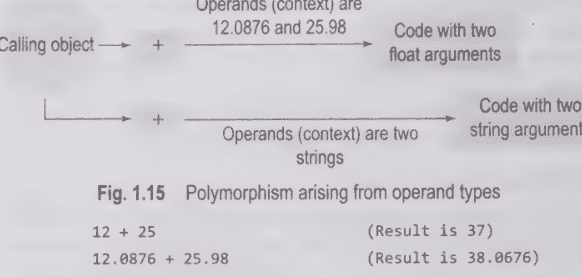 Operands (context) are
12.0876 and 25.98
Calling object
+
Code with two
float arguments
+
Operands (context) are two
strings
Code with two
string argument
Fig. 1.15 Polymorphism arising from operand types
12 + 25 (Result is 37)
12.0876 + 25.98 (Result is 38.0676)